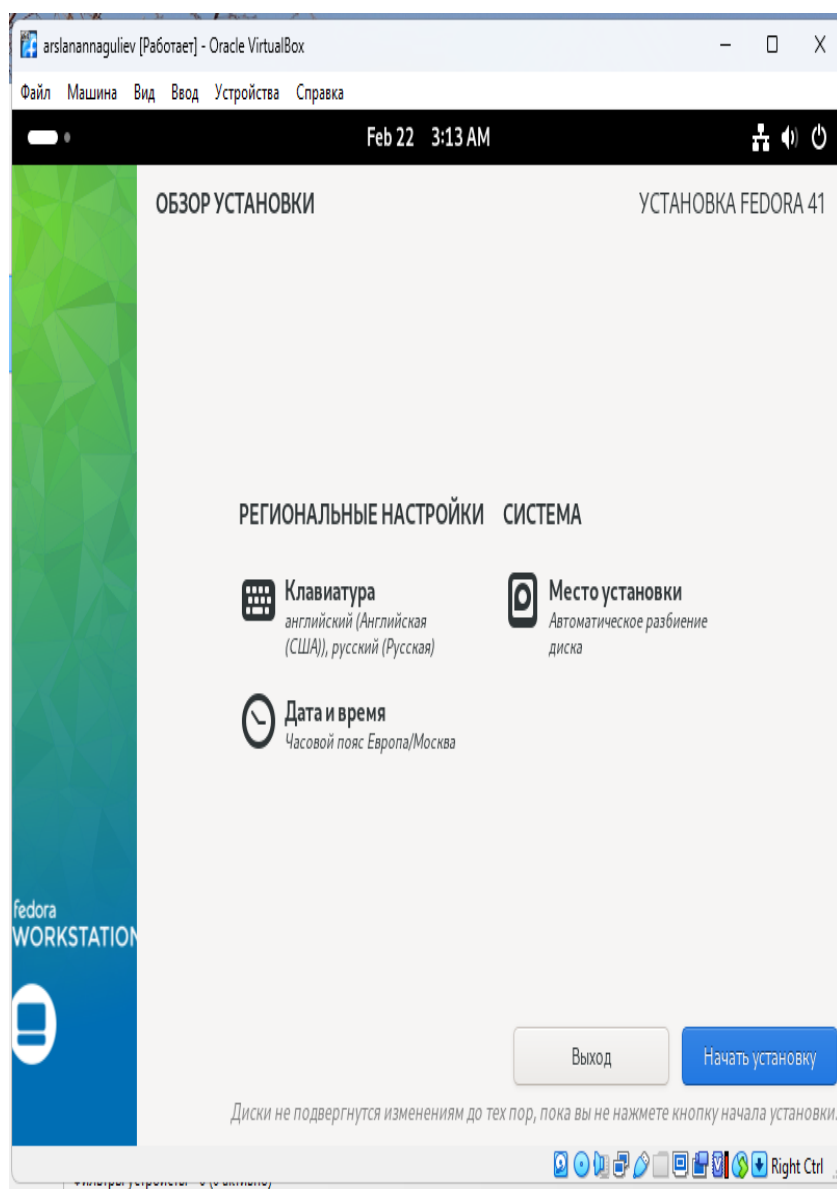 arslanannaguliev [Работает] - Oracle VirtualBox
Файл Машина Вид Ввод Устройства Справка
Feb 22 3:13 AM
ОБЗОР УСТАНОВКИ
УСТАНОВКА FEDORA 41
РЕГИОНАЛЬНЫЕ НАСТРОЙКИ
СИСТЕМА
Клавиатура
английский (Английская
(США)), русский (Русская)
Место установки
Автоматическое разбиение
диска
Дата и время
Часовой пояс Европа/Москва
fedora
WORKSTATION
Выход
Начать установку
Диски не подвергнутся изменениям до тех пор, пока вы не нажмете кнопку начала установки.
Right Ctrl